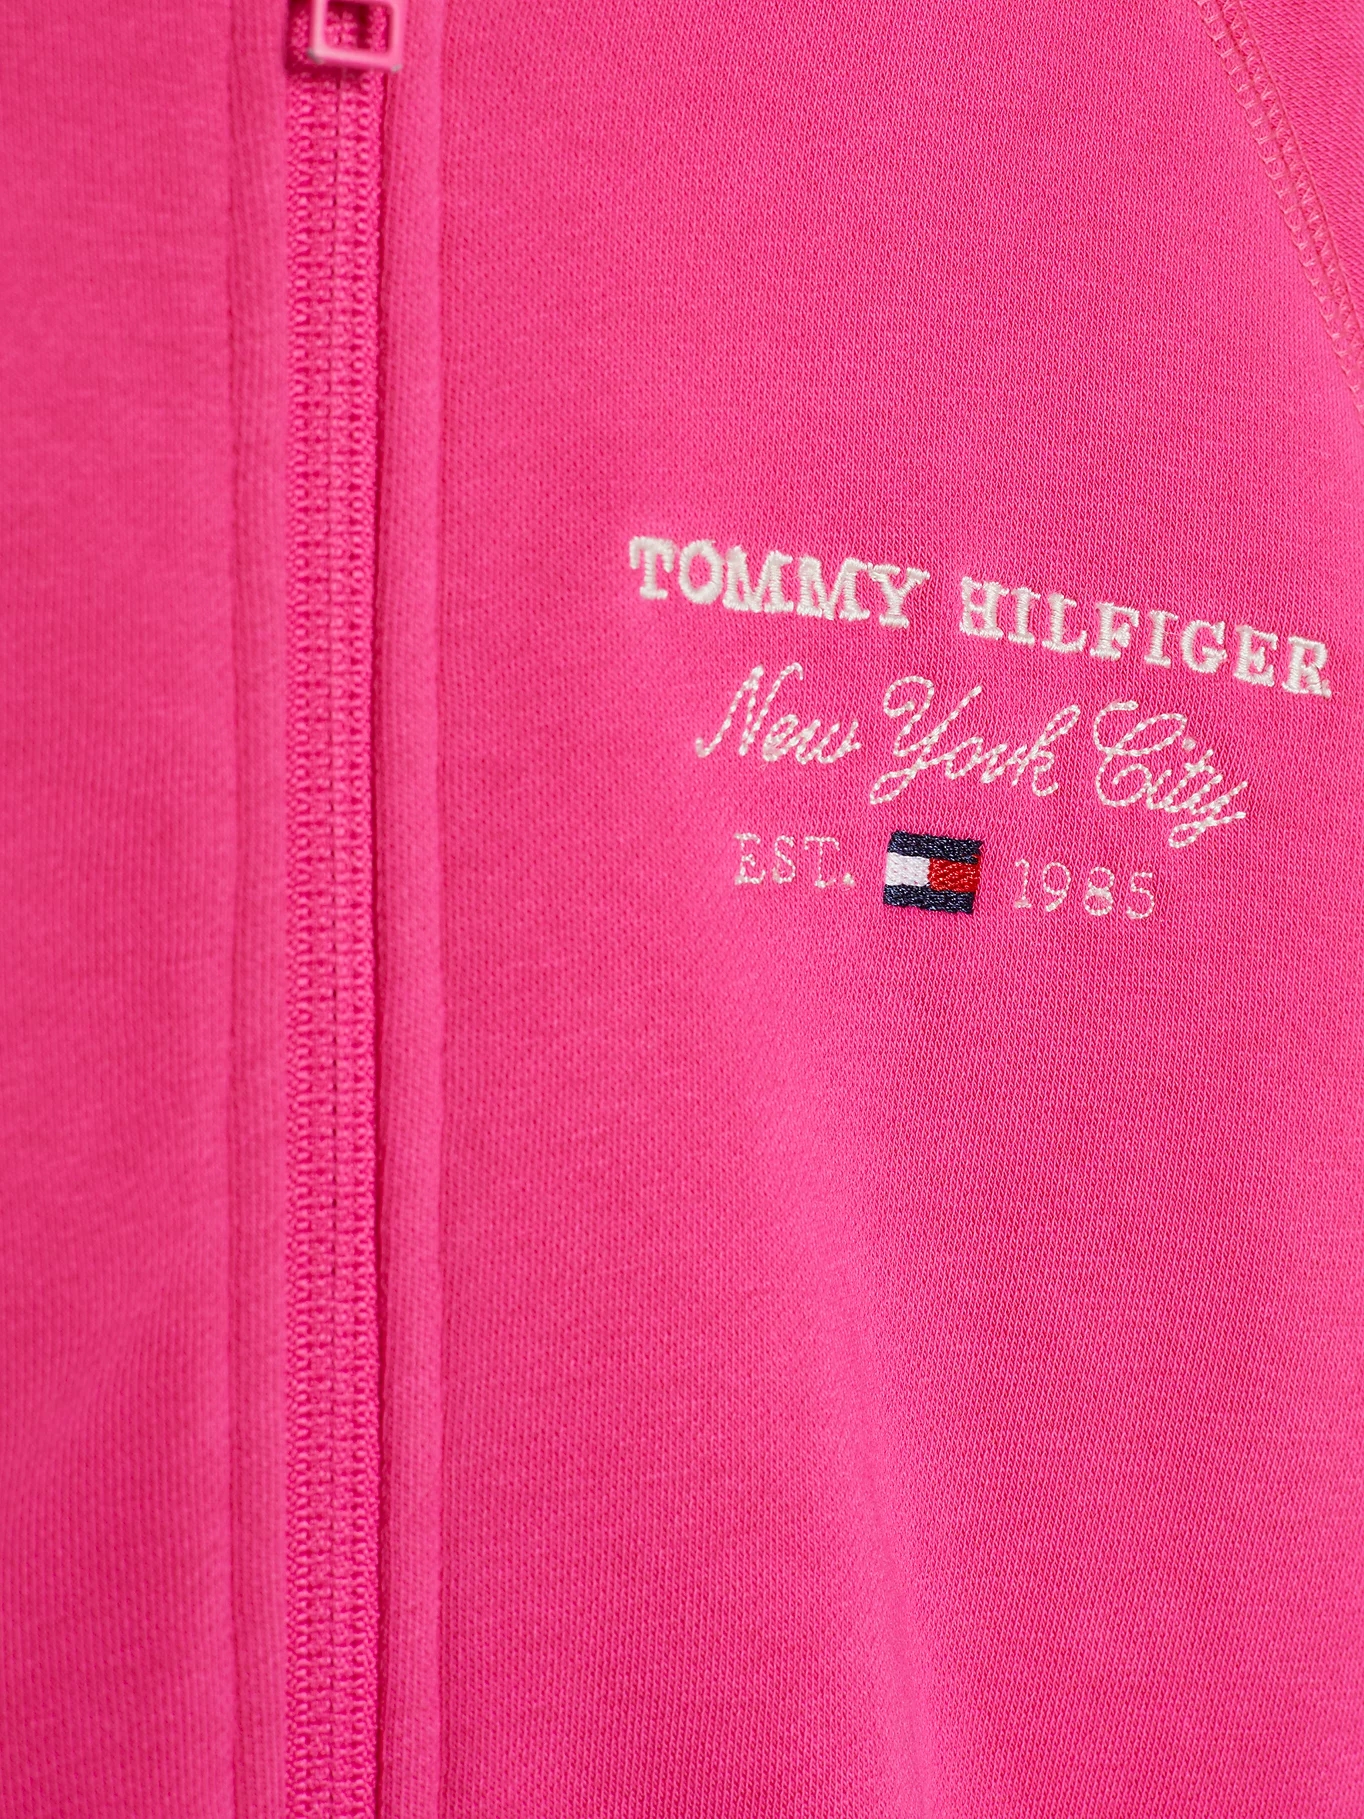 TOMMY HILFIGER
New York City
EST. 1985